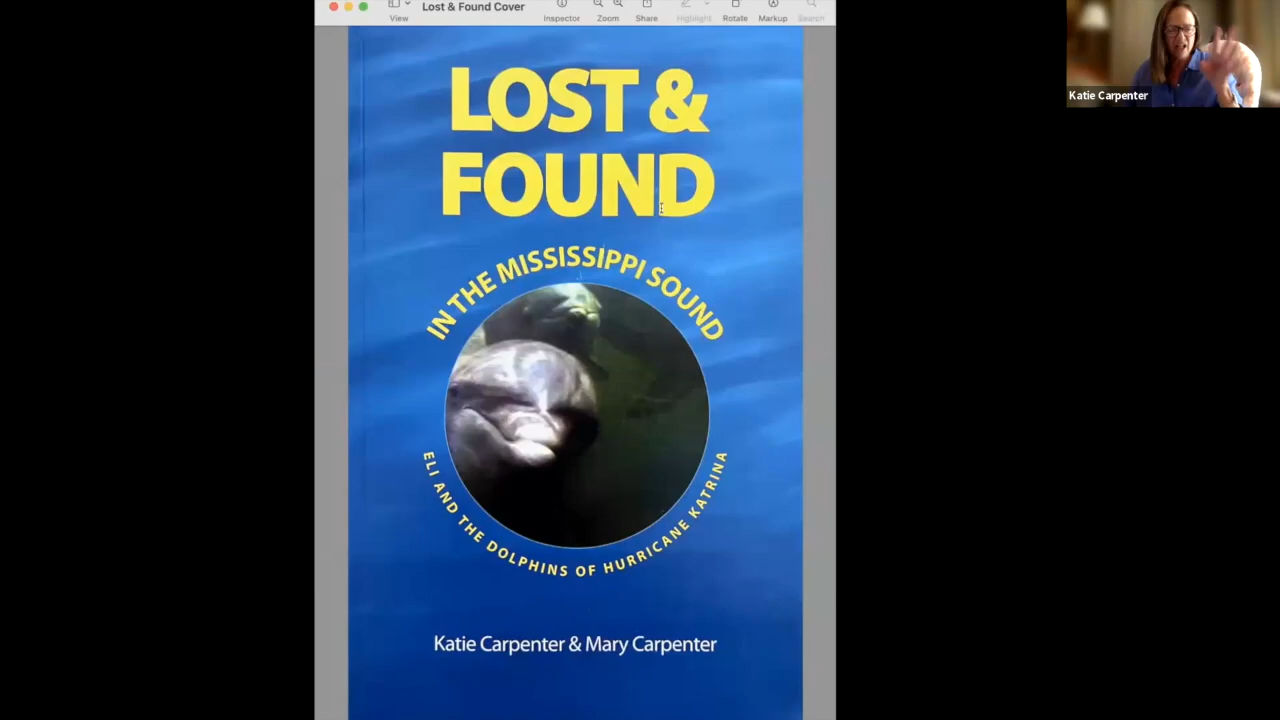 Lost & Found Cover
View
Inspector
Zoom
Share
Highlight
Rotate
Markup
Search
Katie Carpenter
LOST &
FOUND
IN THE MISSISSIPPI SOUND
ELI AND THE DOLPHINS OF HURRICANE KATRINA
Katie Carpenter & Mary Carpenter